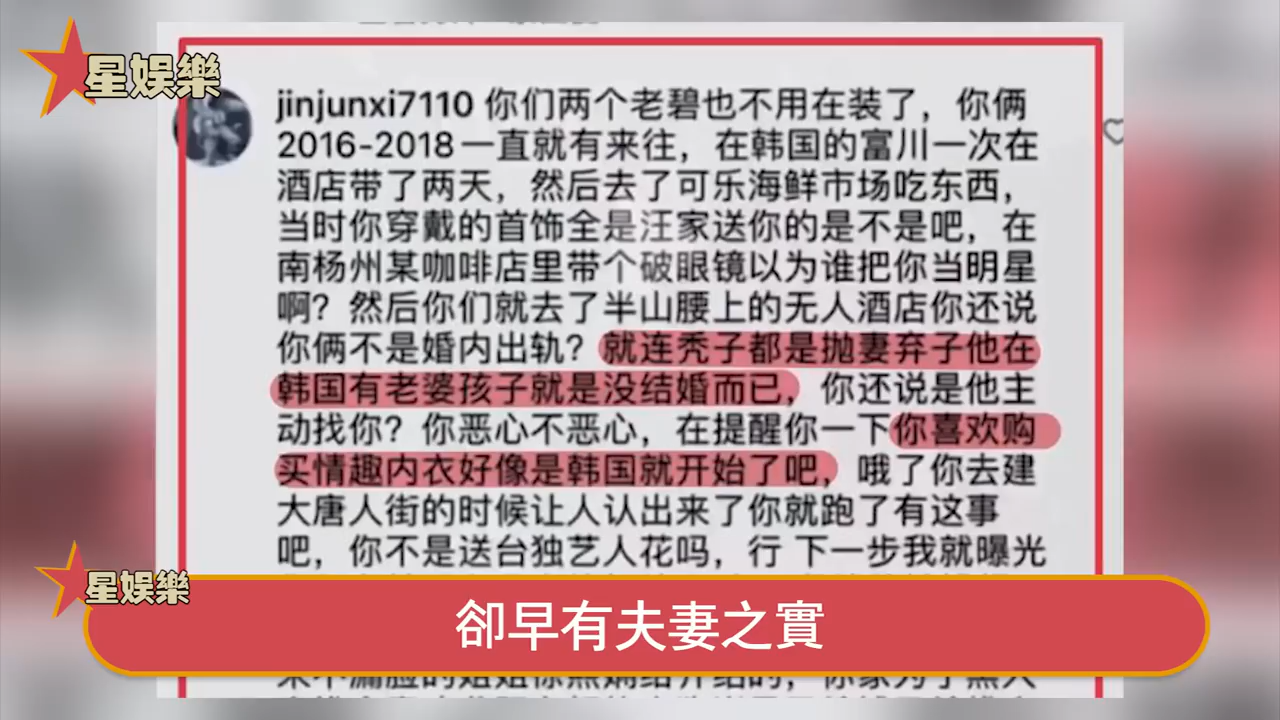 星娱樂
jinjunxi7110 你们两个老碧也不用在装了，你俩
2016-2018一直就有来往，在韩国的富川一次在
酒店带了两天，然后去了可乐海鲜市场吃东西，
当时你穿戴的首饰全是汪家送你的是不是吧，在
南杨州某咖啡店里带个破眼镜以为谁把你当明星
啊？然后你们就去了半山腰上的无人酒店你还说
你俩不是婚内出轨？就连秃子都是抛妻弃子他在
韩国有老婆孩子就是没结婚而已，你还说是他主
动找你？你恶心不恶心，在提醒你一下你喜欢购
买情趣内衣好像是韩国就开始了吧，哦了你去建
大唐人街的时候让人认出来了你就跑了有这事
吧，你不是送台独艺人花吗，行 下一步我就曝光
星娱樂
卻早有夫妻之實